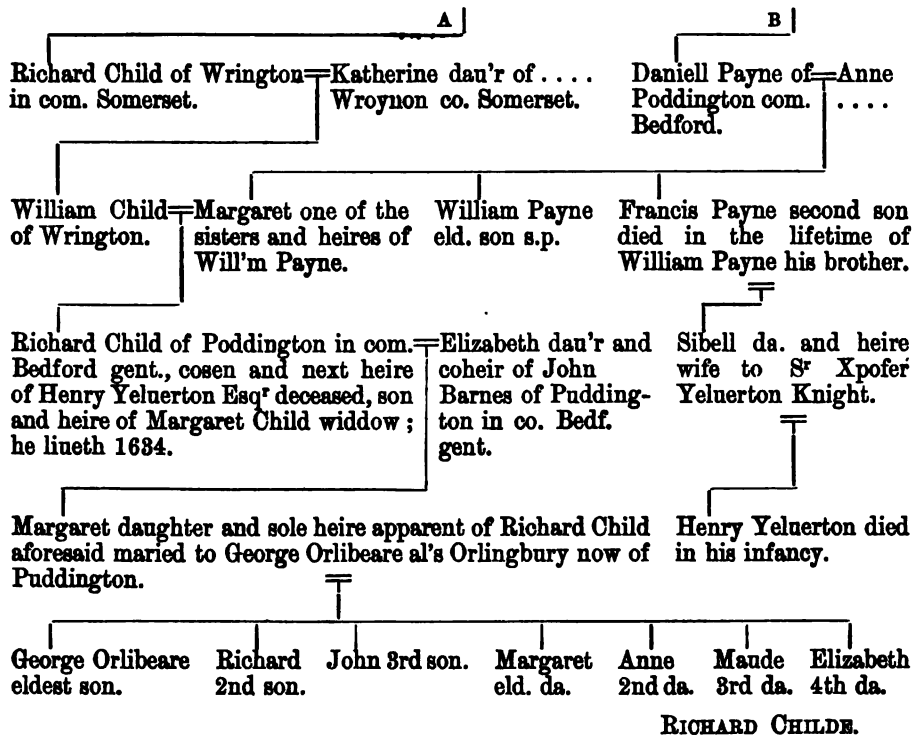 A
B
Richard Child of Wrington
in com. Somerset.
Katherine dau'r of . . . .
Wroynon co. Somerset.
Daniell Payne of
Poddington com.
Bedford.
Anne
. . . .
William Child
of Wrington.
Margaret one of the
sisters and heires of
Will'm Payne.
William Payne
eld. son s.p.
Francis Payne second son
died in the lifetime of
William Payne his brother.
Richard Child of Poddington in com.
Bedford gent., cosen and next heire
of Henry Yeluerton Esqʳ deceased, son
and heire of Margaret Child widdow ;
he liueth 1634.
Elizabeth dau'r and
coheir of John
Barnes of Pudding-
ton in co. Bedf.
gent.
Sibell da. and heire
wife to Sʳ Xpofer
Yeluerton Knight.
Margaret daughter and sole heire apparent of Richard Child
aforesaid maried to George Orlibeare al's Orlingbury now of
Puddington.
Henry Yeluerton died
in his infancy.
George Orlibeare
eldest son.
Richard
2nd son.
John 3rd son.
Margaret
eld. da.
Anne
2nd da.
Maude
3rd da.
Elizabeth
4th da.
RICHARD CHILDE.